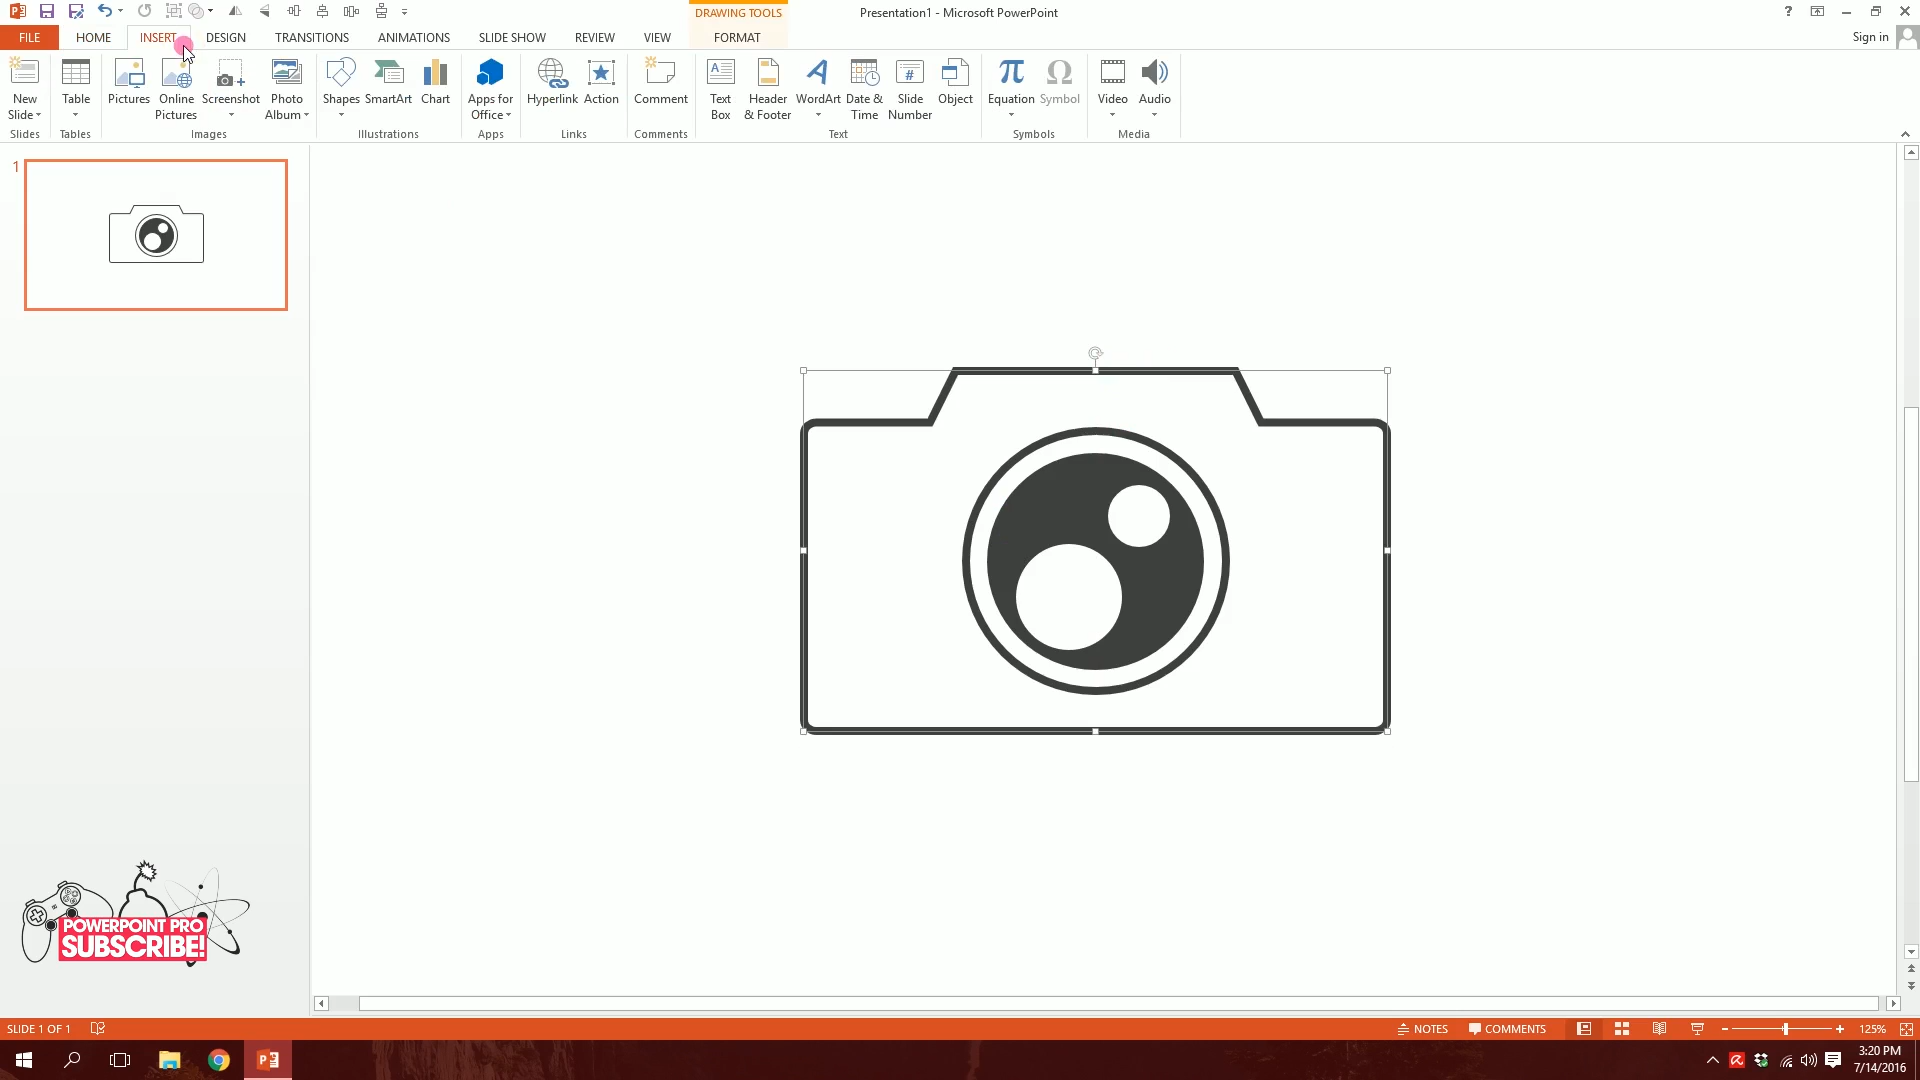 DRAWING TOOLS
Presentation1 - Microsoft PowerPoint
?
FILE
HOME
INSERT
DESIGN
TRANSITIONS
ANIMATIONS
SLIDE SHOW
REVIEW
VIEW
FORMAT
Sign in
New
Slide
Table
Pictures
Online
Pictures
Screenshot
Photo
Album
Shapes
SmartArt
Chart
Apps for
Office
Hyperlink
Action
Comment
Text
Box
Header
& Footer
WordArt
Date &
Time
Slide
Number
Object
Equation
Symbol
Video
Audio
Slides
Tables
Images
Illustrations
Apps
Links
Comments
Text
Symbols
Media
1
POWERPOINT PRO
SUBSCRIBE!
SLIDE 1 OF 1
NOTES
COMMENTS
125%
3:20 PM
7/14/2016